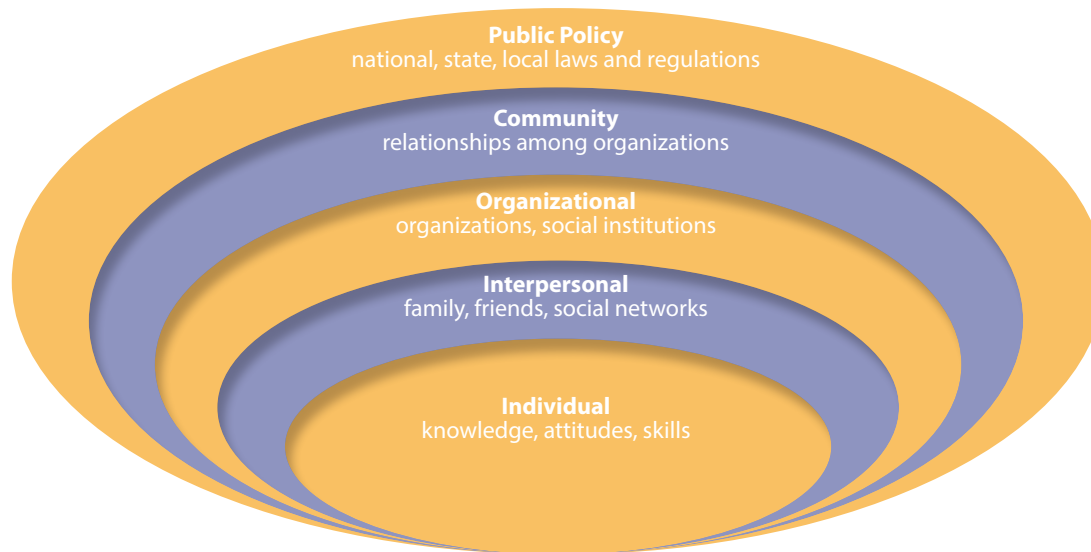 Public Policy
national, state, local laws and regulations
Community
relationships among organizations
Organizational
organizations, social institutions
Interpersonal
family, friends, social networks
Individual
knowledge, attitudes, skills